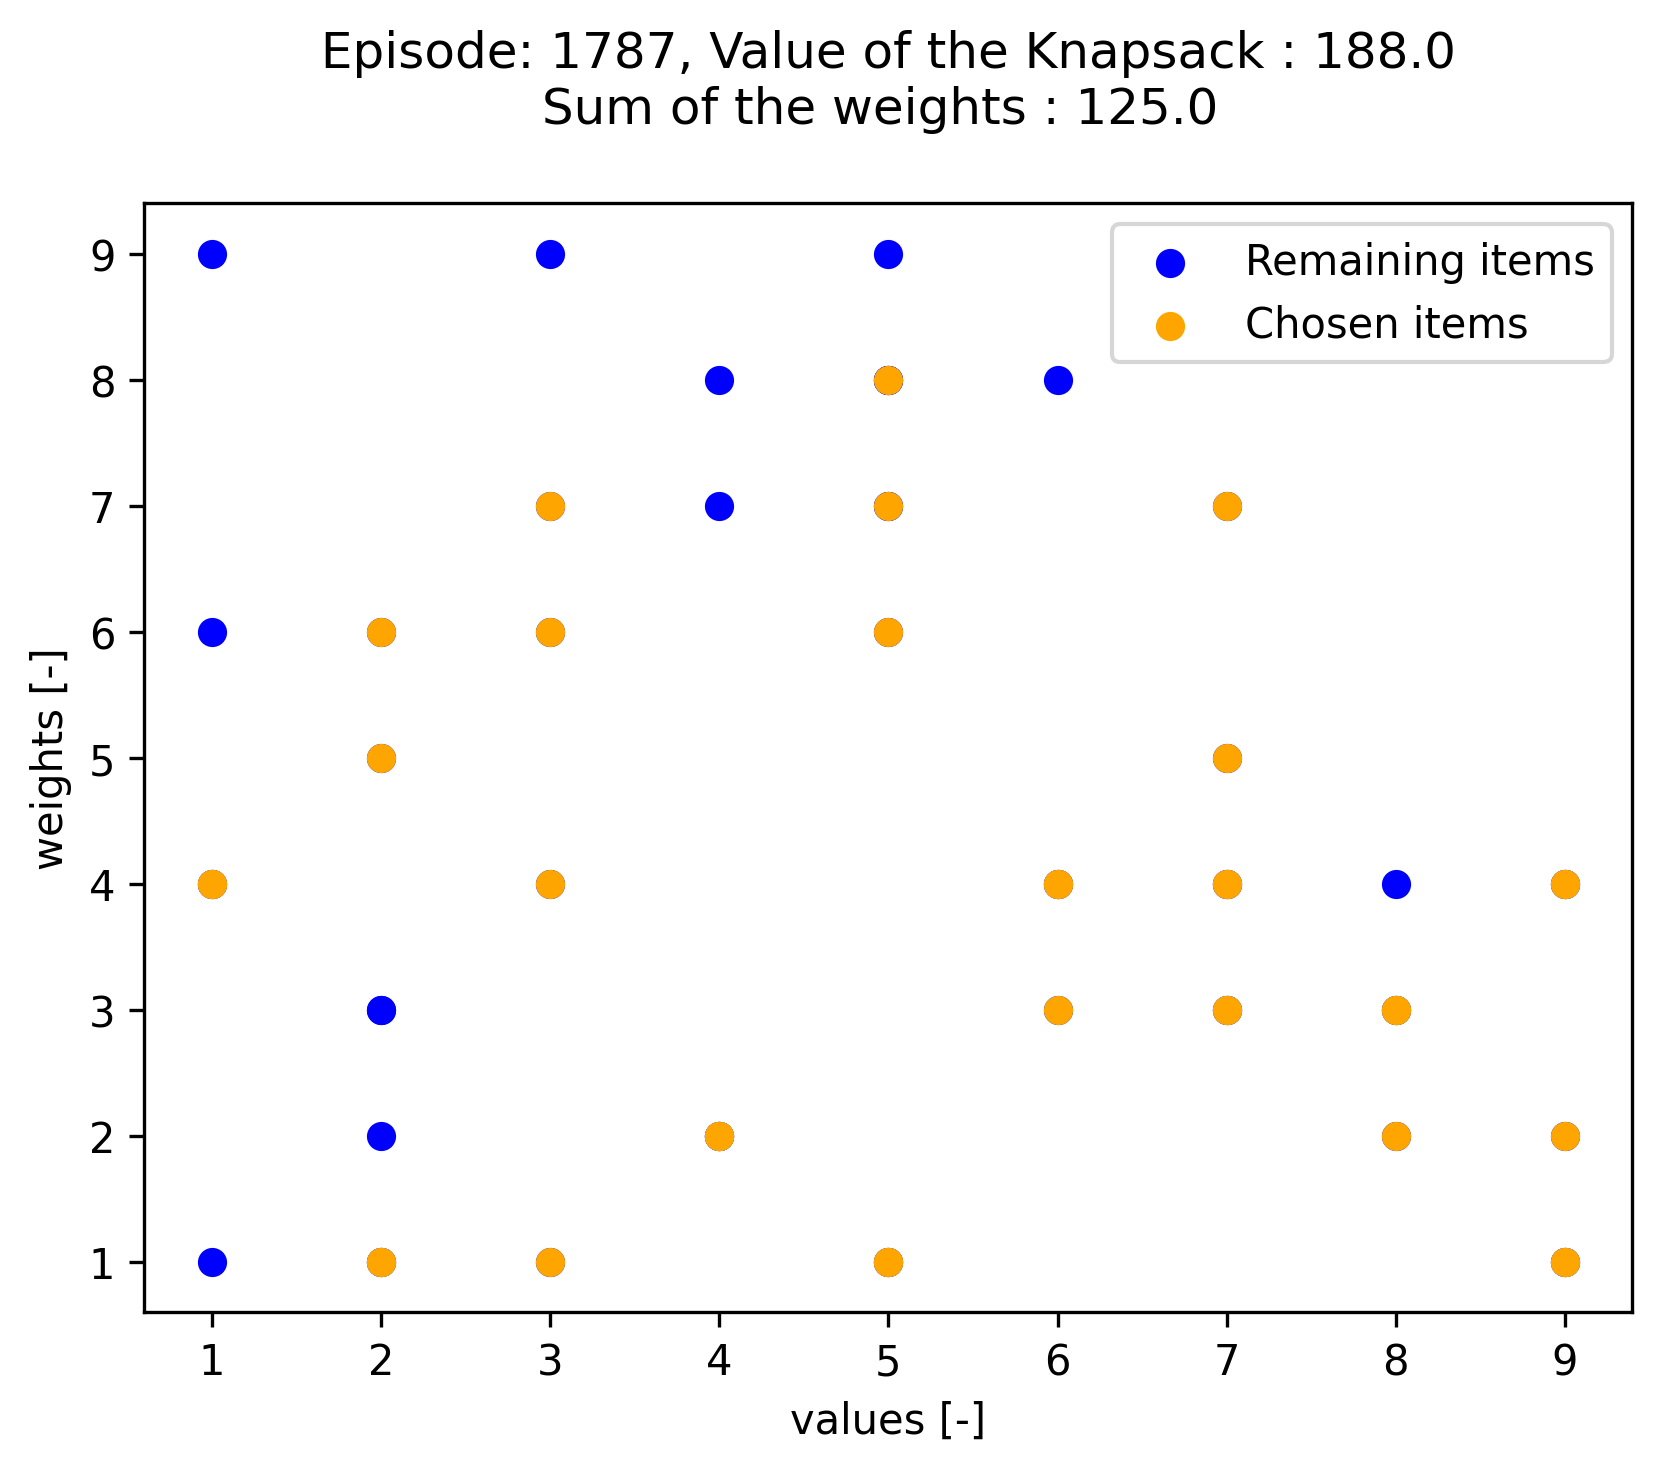 Episode: 1787, Value of the Knapsack : 188.0
Sum of the weights : 125.0
Remaining items
Chosen items
9
8
7
6
5
4
3
2
1
weights [-]
1 2 3 4 5 6 7 8 9
values [-]